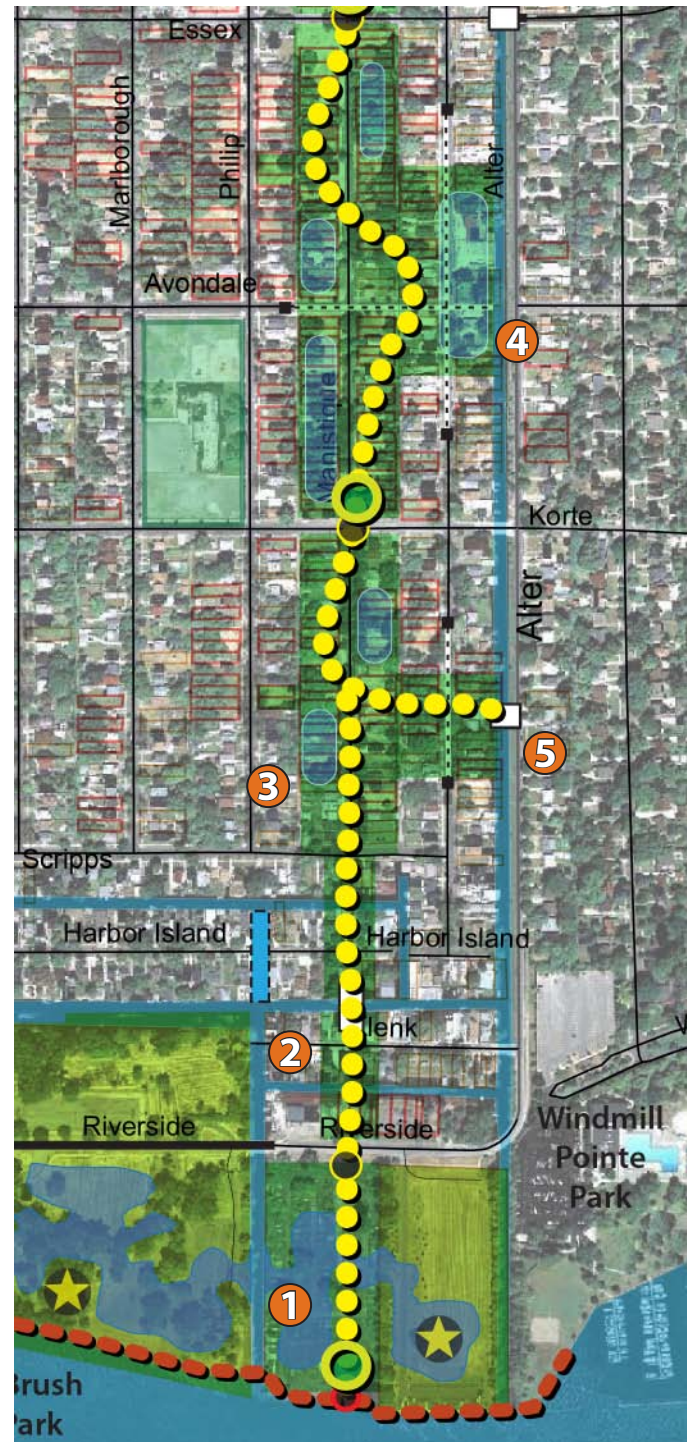 Essex
Marlborough
Philip
Alter
Avondale
4
Manistique
Korte
Alter
5
3
Scripps
Harbor Island
Harbor Island
lenk
2
Riverside
Riverside
Windmill
Pointe
Park
1
Brush
Park